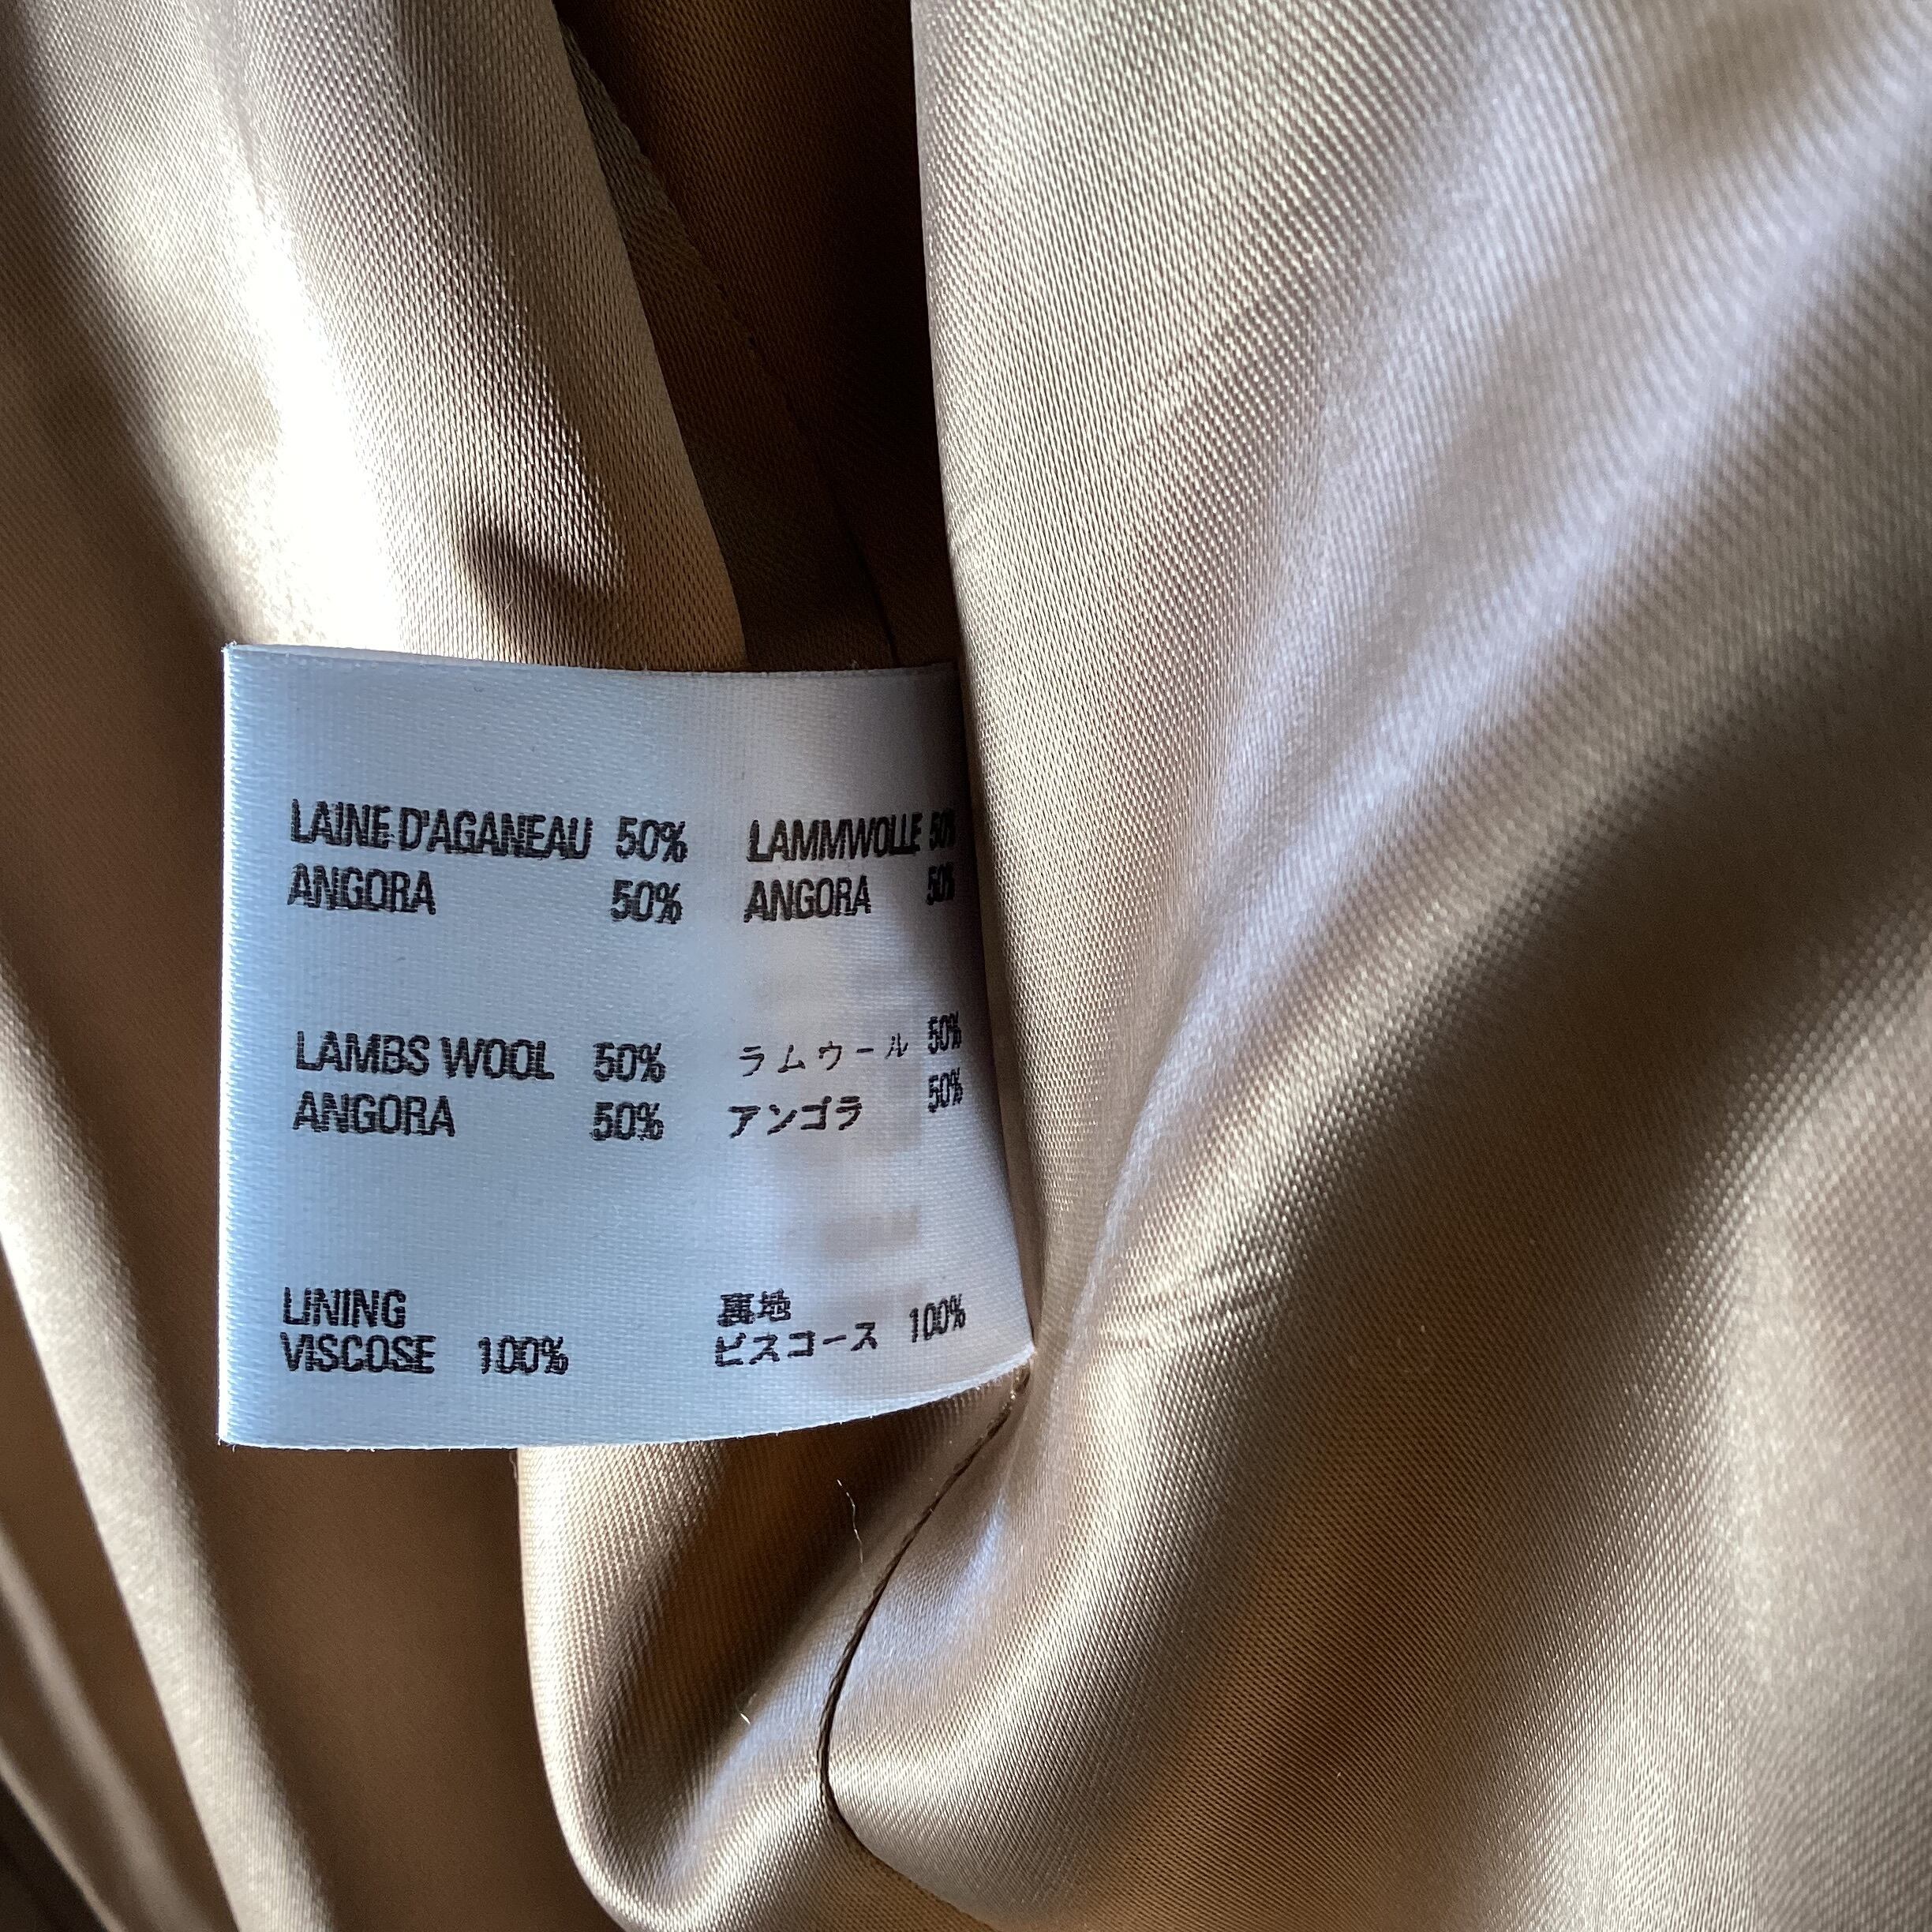 LAINE D'AGANEAU 50%
ANGORA 50%
LAMMWOLLE 50%
ANGORA 50%
LAMBS WOOL 50%
ANGORA 50%
ラムウール 50%
アンゴラ 50%
LINING
VISCOSE 100%
裏地
ビスコース 100%